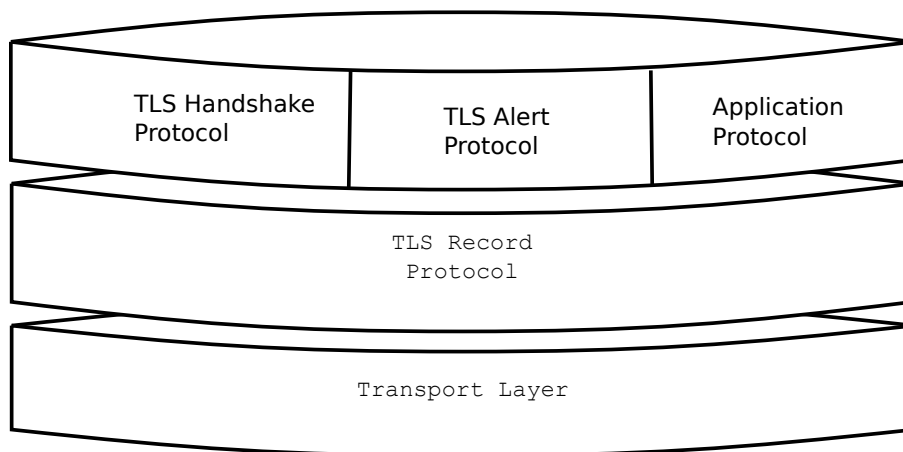 TLS Handshake
Protocol
TLS Alert
Protocol
Application
Protocol
TLS Record
Protocol
Transport Layer